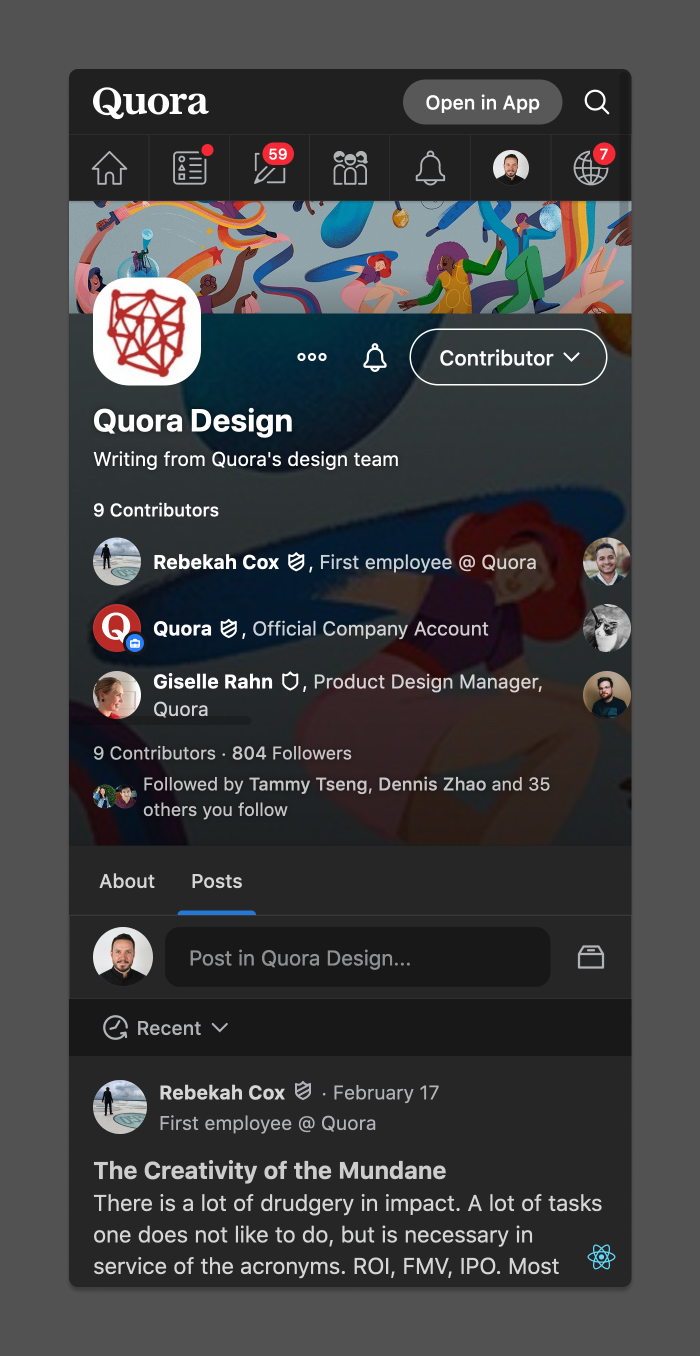 Quora
Open in App
59
7
Contributor
Quora Design
Writing from Quora's design team
9 Contributors
Rebekah Cox , First employee @ Quora
Q
Quora , Official Company Account
Giselle Rahn , Product Design Manager,
Quora
9 Contributors · 804 Followers
Followed by Tammy Tseng, Dennis Zhao and 35
others you follow
About
Posts
Post in Quora Design...
Recent
Rebekah Cox · February 17
First employee @ Quora
The Creativity of the Mundane
There is a lot of drudgery in impact. A lot of tasks
one does not like to do, but is necessary in
service of the acronyms. ROI, FMV, IPO. Most